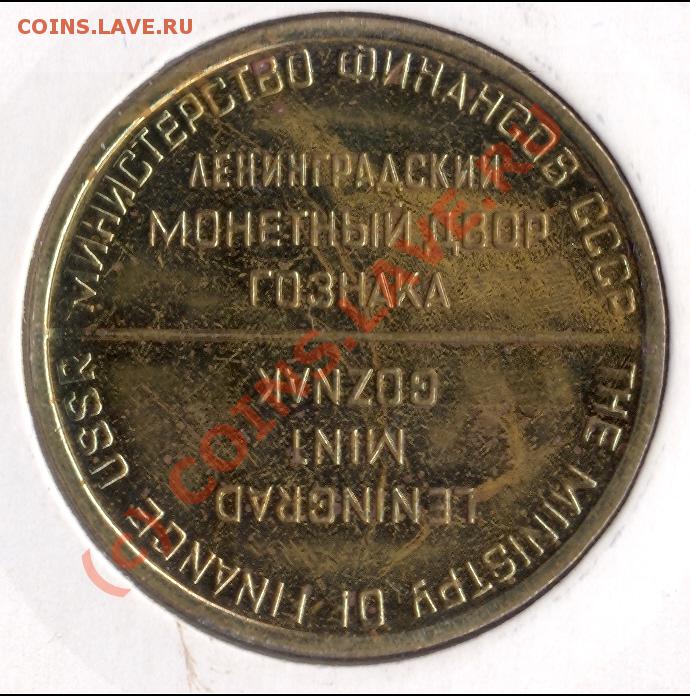 COINS.LAVE.RU
МИНИСТЕРСТВО ФИНАНСОВ СССР
ЛЕНИНГРАДСКИЙ
МОНЕТНЫЙ ДВОР
ГОЗНАКА
LENINGRAD
MINT
GOZNAK
THE MINISTRY OF FINANCE USSR
(c) COINS.LAVE.RU